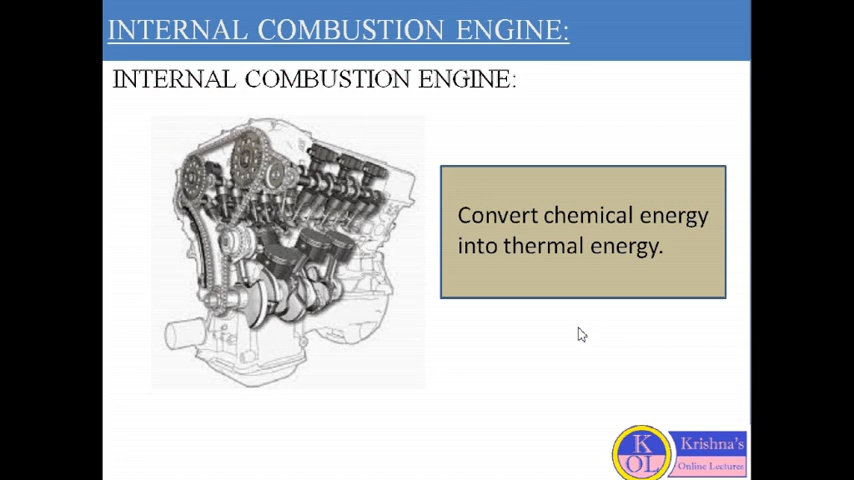 INTERNAL COMBUSTION ENGINE:
INTERNAL COMBUSTION ENGINE:
Convert chemical energy
into thermal energy.
K
OL
Krishna's
Online Lectures